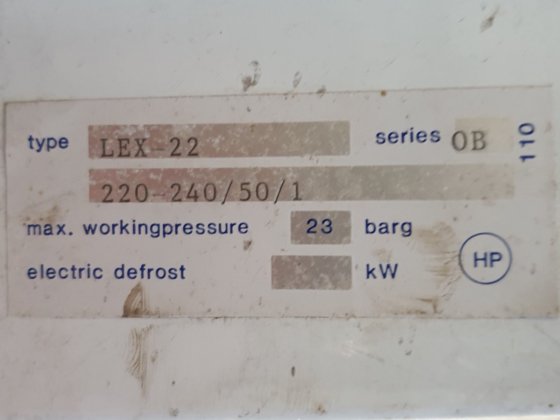 type LEX-22 series OB 110
220-240/50/1
max. workingpressure 23 barg
electric defrost kW HP